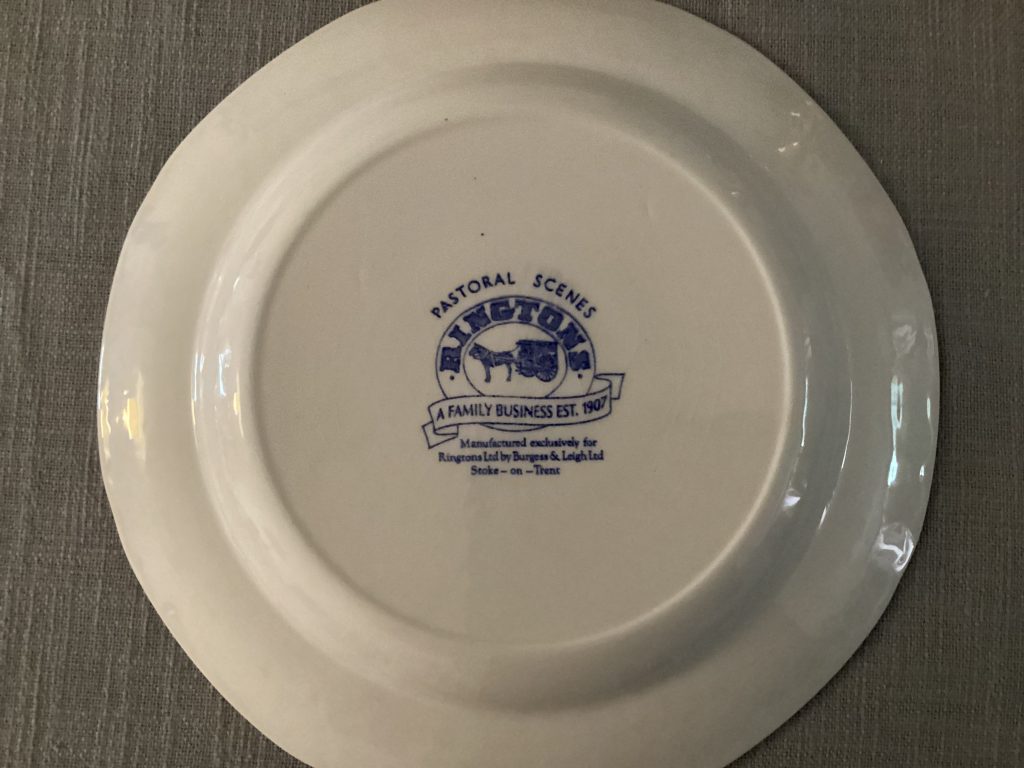 PASTORAL SCENES
RINGTONS
A FAMILY BUSINESS EST. 1907
Manufactured exclusively for
Ringtons Ltd by Burgess & Leigh Ltd
Stoke – on – Trent